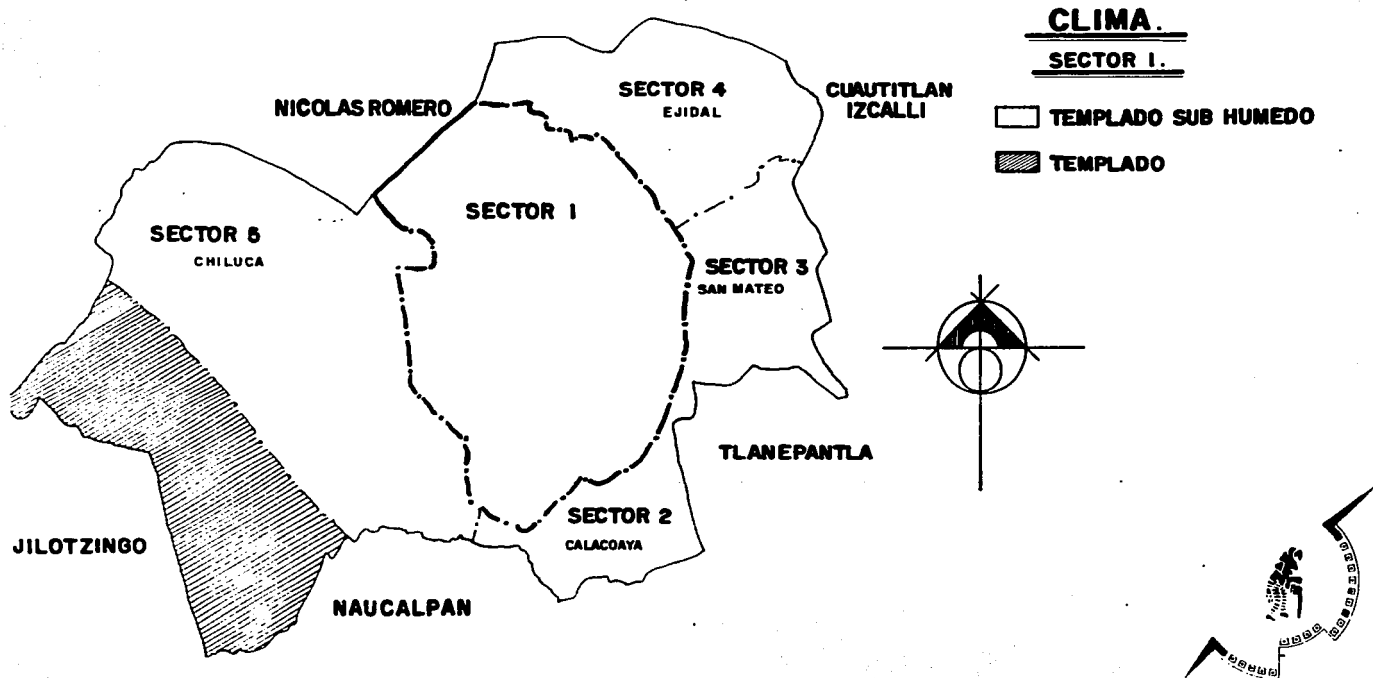 CLIMA.
SECTOR 1.
TEMPLADO SUB HUMEDO
TEMPLADO
NICOLAS ROMERO
SECTOR 4
EJIDAL
CUAUTITLAN
IZCALLI
SECTOR 1
SECTOR 5
CHILUCA
SECTOR 3
SAN MATEO
TLANEPANTLA
SECTOR 2
CALACOAYA
JILOTZINGO
NAUCALPAN